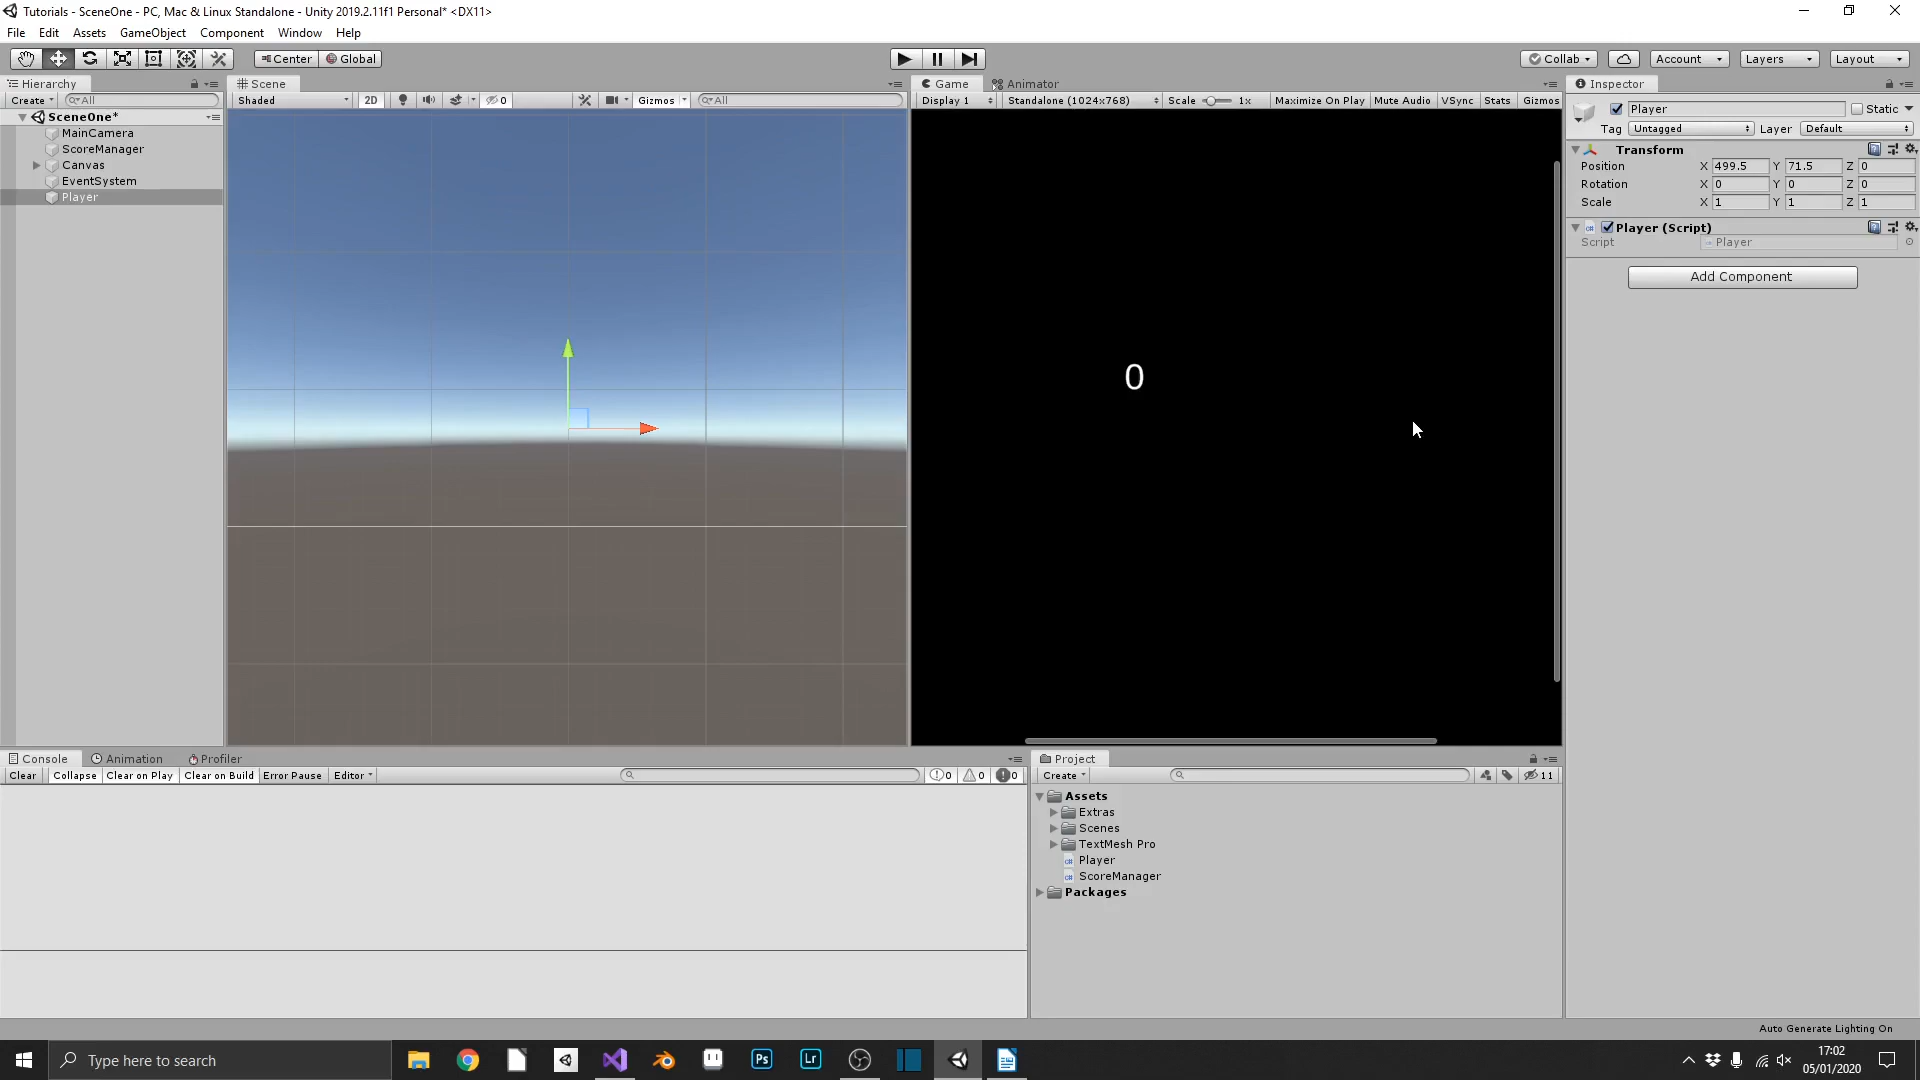 Tutorials - SceneOne - PC, Mac & Linux Standalone - Unity 2019.2.11f1 Personal* <DX11>
File Edit Assets GameObject Component Window Help
Center Global Collab Account Layers Layout
Hierarchy Scene Game Animator Inspector
Create All Shaded 2D 0 Gizmos All Display 1 Standalone (1024x768) Scale 1x Maximize On Play Mute Audio VSync Stats Gizmos
Player Static
SceneOne*
Tag Untagged Layer Default
MainCamera
ScoreManager
Transform
Canvas
Position X 499.5 Y 71.5 Z 0
EventSystem
Rotation X 0 Y 0 Z 0
Player
Scale X 1 Y 1 Z 1
Player (Script)
Script Player
Add Component
0
Console Animation Profiler Project
Clear Collapse Clear on Play Clear on Build Error Pause Editor 0 0 0 Create 11
Assets
Extras
Scenes
TextMesh Pro
Player
ScoreManager
Packages
Auto Generate Lighting On
Type here to search
Ps
Lr
17:02
05/01/2020